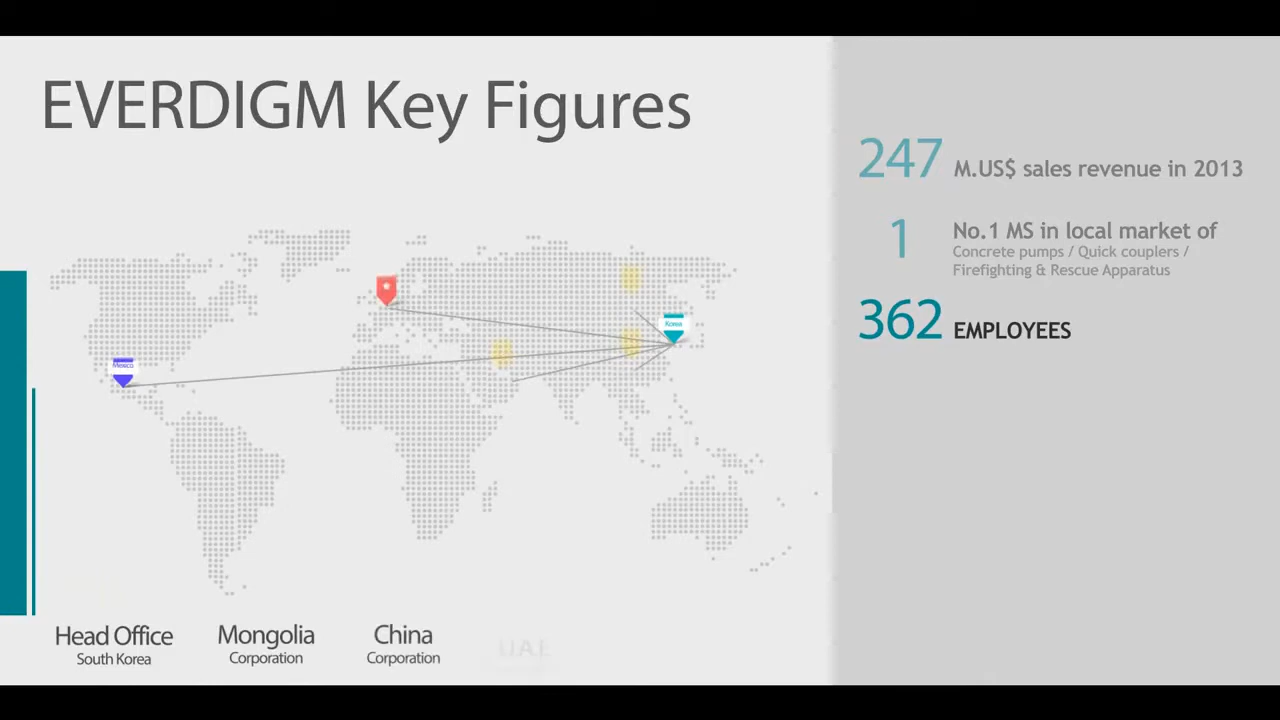 EVERDIGM Key Figures
247 M.US$ sales revenue in 2013
1 No.1 MS in local market of
Concrete pumps / Quick couplers /
Firefighting & Rescue Apparatus
362 EMPLOYEES
Korea
Mexico
Head Office
South Korea
Mongolia
Corporation
China
Corporation
U.A.E